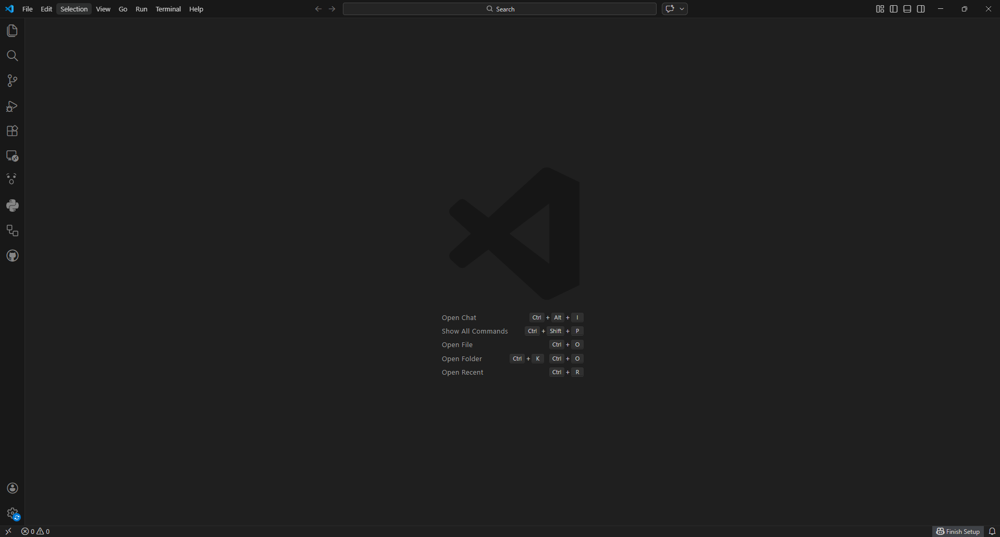 File Edit Selection View Go Run Terminal Help Search
Open Chat Ctrl + Alt + I
Show All Commands Ctrl + Shift + P
Open File Ctrl + O
Open Folder Ctrl + K Ctrl + O
Open Recent Ctrl + R
0 0 Finish Setup